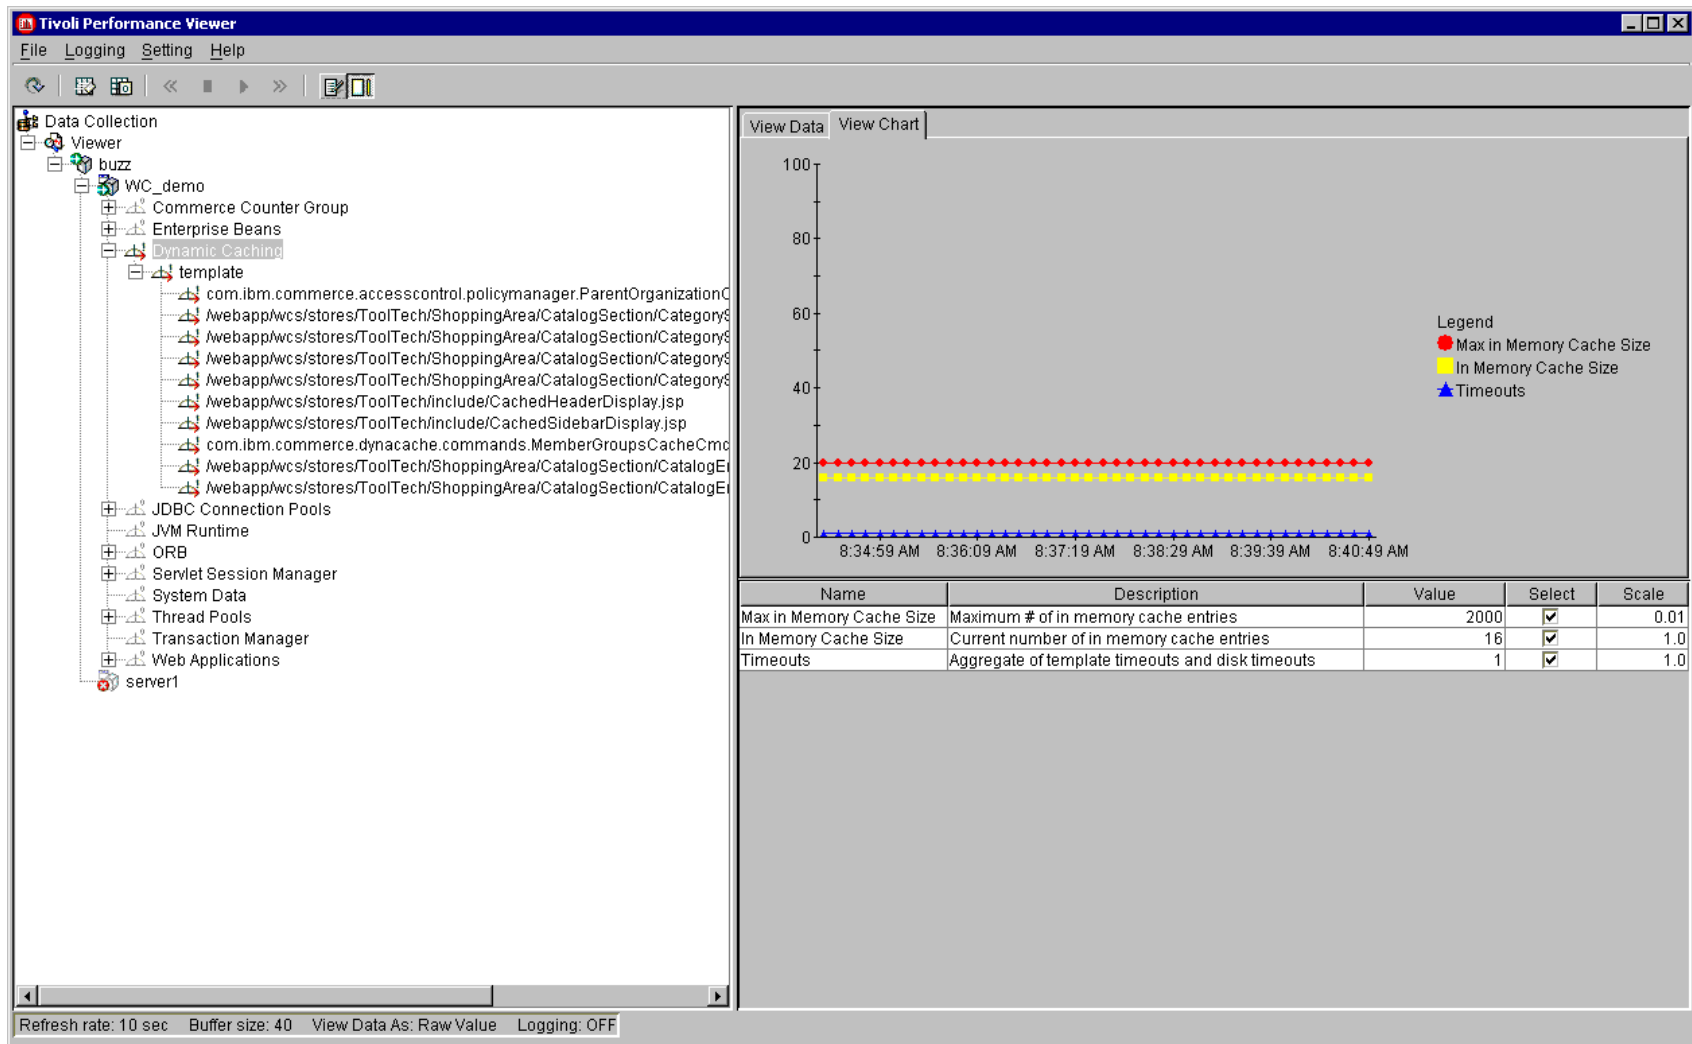 Tivoli Performance Viewer
File Logging Setting Help
Data Collection
Viewer
buzz
WC_demo
Commerce Counter Group
Enterprise Beans
Dynamic Caching
template
com.ibm.commerce.accesscontrol.policymanager.ParentOrganizationC
/webapp/wcs/stores/ToolTech/ShoppingArea/CatalogSection/CategoryS
/webapp/wcs/stores/ToolTech/ShoppingArea/CatalogSection/CategoryS
/webapp/wcs/stores/ToolTech/ShoppingArea/CatalogSection/CategoryS
/webapp/wcs/stores/ToolTech/ShoppingArea/CatalogSection/CategoryS
/webapp/wcs/stores/ToolTech/include/CachedHeaderDisplay.jsp
/webapp/wcs/stores/ToolTech/include/CachedSidebarDisplay.jsp
com.ibm.commerce.dynacache.commands.MemberGroupsCacheCmd
/webapp/wcs/stores/ToolTech/ShoppingArea/CatalogSection/CatalogEn
/webapp/wcs/stores/ToolTech/ShoppingArea/CatalogSection/CatalogEn
JDBC Connection Pools
JVM Runtime
ORB
Servlet Session Manager
System Data
Thread Pools
Transaction Manager
Web Applications
server1
View Data View Chart
100
80
60
40
20
0
8:34:59 AM 8:36:09 AM 8:37:19 AM 8:38:29 AM 8:39:39 AM 8:40:49 AM
Legend
Max in Memory Cache Size
In Memory Cache Size
Timeouts
Name Description Value Select Scale
Max in Memory Cache Size Maximum # of in memory cache entries 2000 0.01
In Memory Cache Size Current number of in memory cache entries 16 1.0
Timeouts Aggregate of template timeouts and disk timeouts 1 1.0
Refresh rate: 10 sec Buffer size: 40 View Data As: Raw Value Logging: OFF